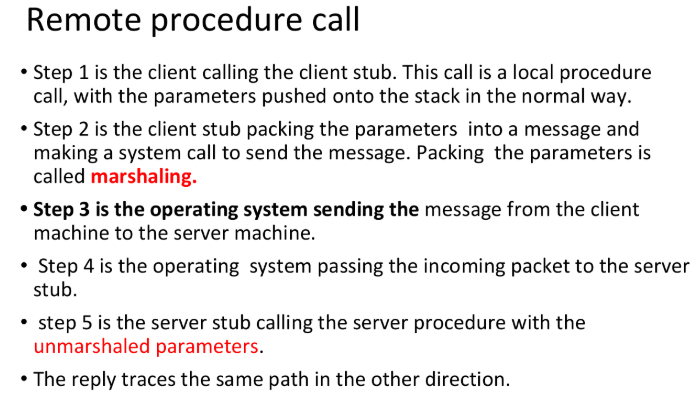 Remote procedure call
• Step 1 is the client calling the client stub. This call is a local procedure
call, with the parameters pushed onto the stack in the normal way.
• Step 2 is the client stub packing the parameters  into a message and
making a system call to send the message. Packing  the parameters is
called marshaling.
• Step 3 is the operating system sending the message from the client
machine to the server machine.
•  Step 4 is the operating  system passing the incoming packet to the server
stub.
•  step 5 is the server stub calling the server procedure with the
unmarshaled parameters.
• The reply traces the same path in the other direction.